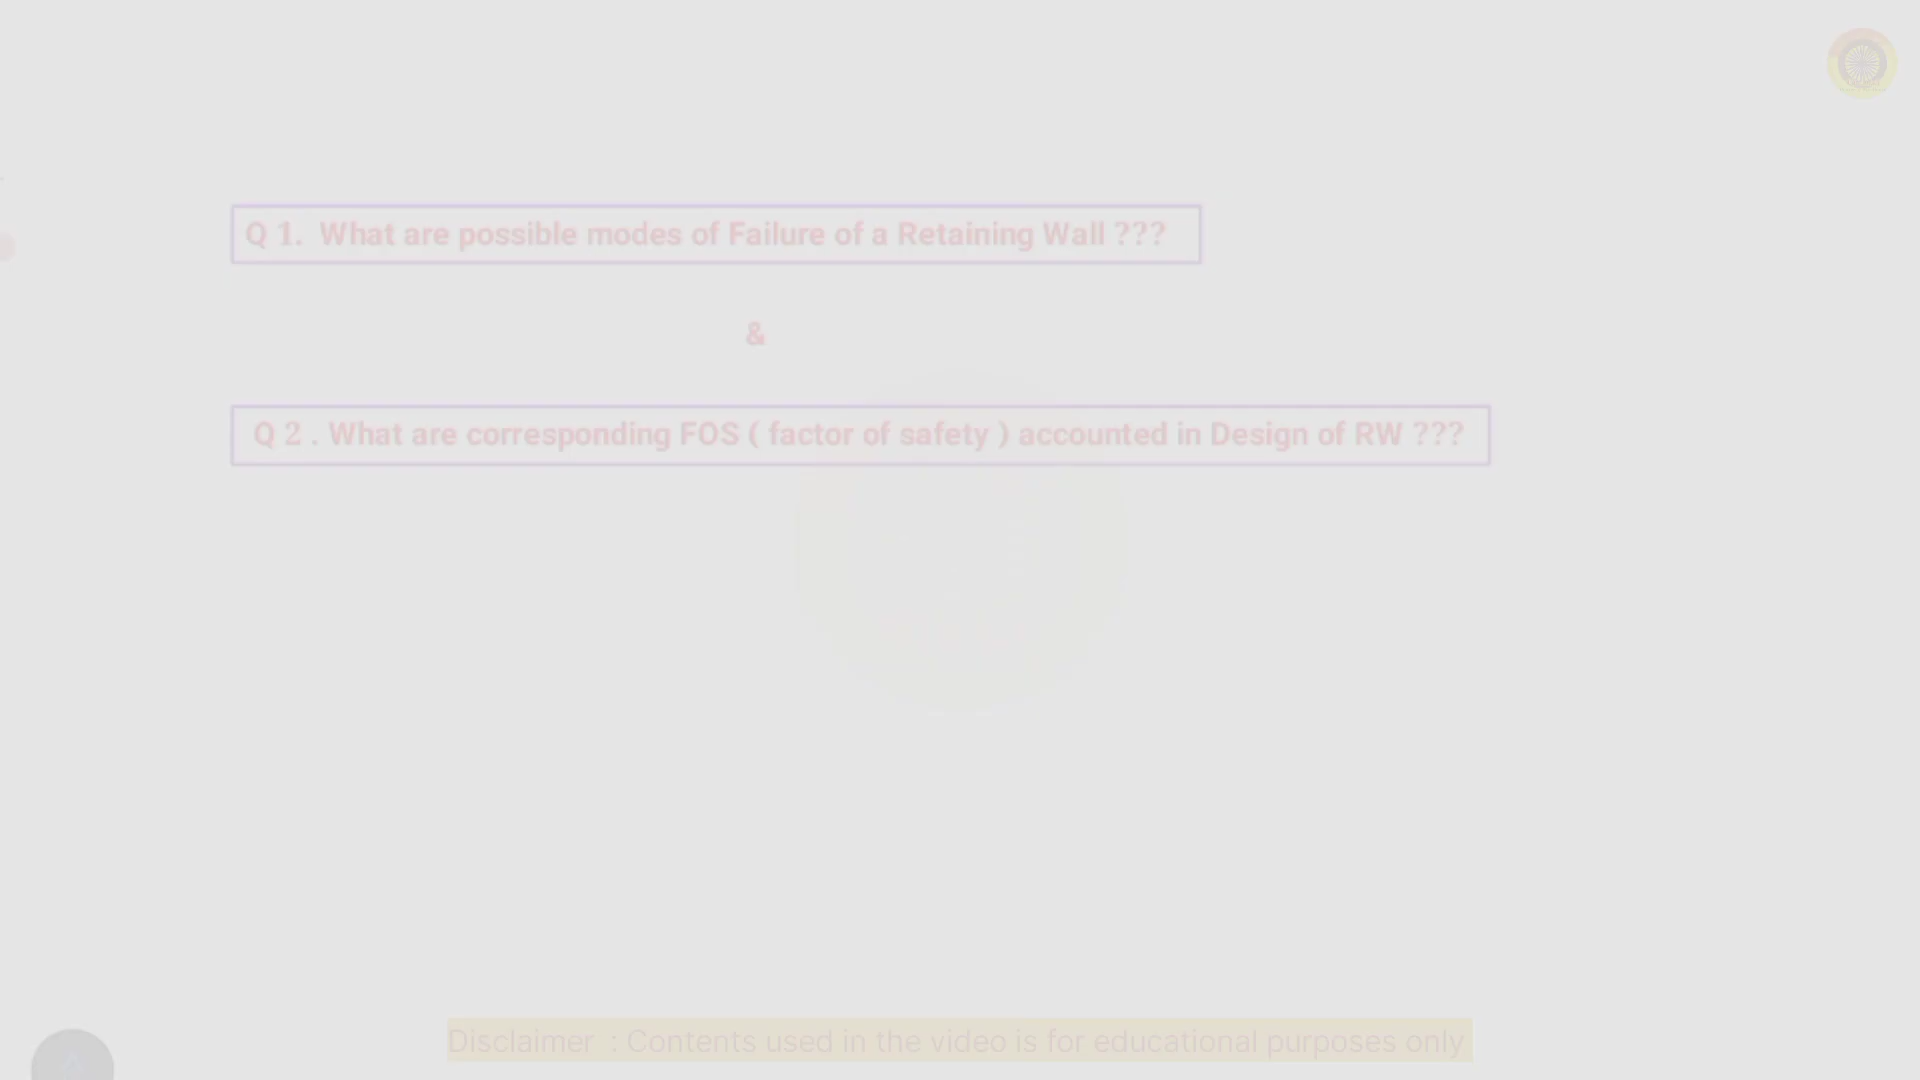 Q 1. What are possible modes of Failure of a Retaining Wall ???
&
Q 2 . What are corresponding FOS ( factor of safety ) accounted in Design of RW ???
Disclaimer : Contents used in the video is for educational purposes only